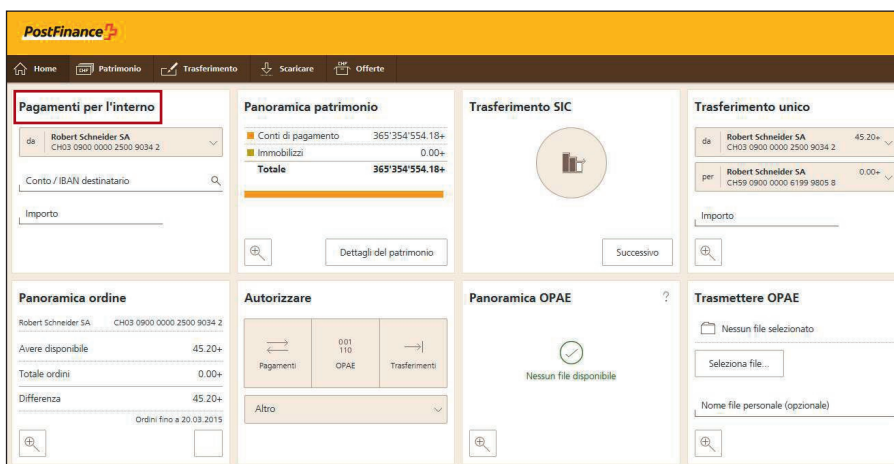 PostFinance
Home Patrimonio Trasferimento Scaricare Offerte
Pagamenti per l'interno
da Robert Schneider SA
CH03 0900 0000 2500 9034 2
Conto / IBAN destinatario
Importo
Panoramica patrimonio
Conti di pagamento 365'354'554.18+
Immobilizzi 0.00+
Totale 365'354'554.18+
Dettagli del patrimonio
Trasferimento SIC
Successivo
Trasferimento unico
da Robert Schneider SA 45.20+
CH03 0900 0000 2500 9034 2
per Robert Schneider SA 0.00+
CH59 0900 0000 6199 9805 8
Importo
Panoramica ordine
Robert Schneider SA CH03 0900 0000 2500 9034 2
Avere disponibile 45.20+
Totale ordini 0.00+
Differenza 45.20+
Ordini fino a 20.03.2015
Autorizzare
Pagamenti
001
110
OPAE
Trasferimenti
Altro
Panoramica OPAE ?
Nessun file disponibile
Trasmettere OPAE
Nessun file selezionato
Seleziona file...
Nome file personale (opzionale)